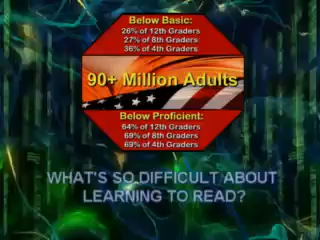 Below Basic:
26% of 12th Graders
27% of 8th Graders
36% of 4th Graders
90+ Million Adults
Below Proficient:
64% of 12th Graders
69% of 8th Graders
69% of 4th Graders
WHAT'S SO DIFFICULT ABOUT
LEARNING TO READ?